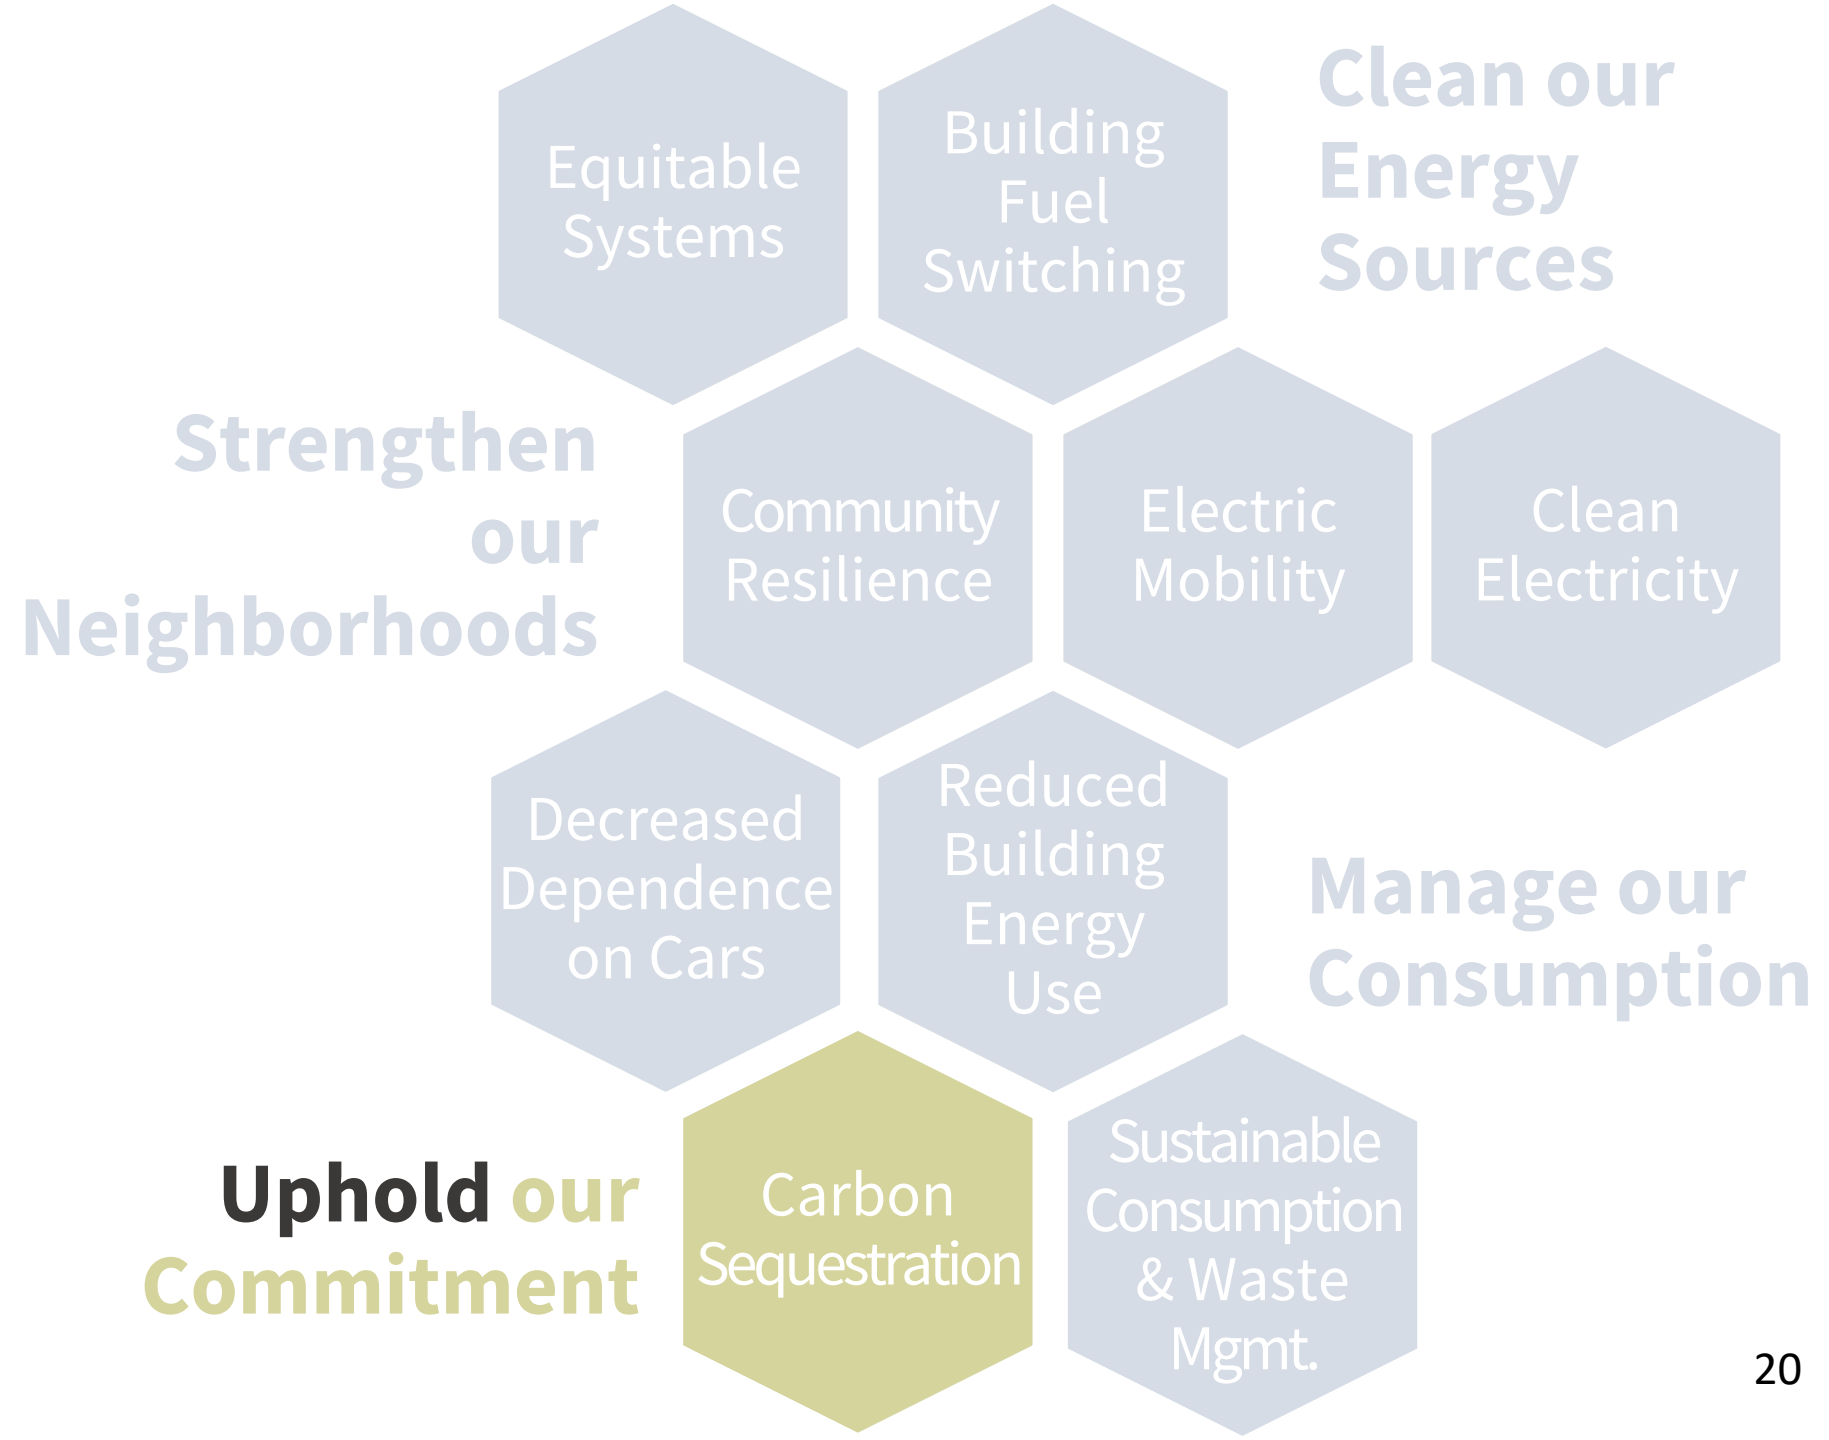 Equitable
Systems
Building
Fuel
Switching
Clean our
Energy
Sources
Strengthen
our
Neighborhoods
Community
Resilience
Electric
Mobility
Clean
Electricity
Decreased
Dependence
on Cars
Reduced
Building
Energy
Use
Manage our
Consumption
Uphold our
Commitment
Carbon
Sequestration
Sustainable
Consumption
& Waste
Mgmt.
20